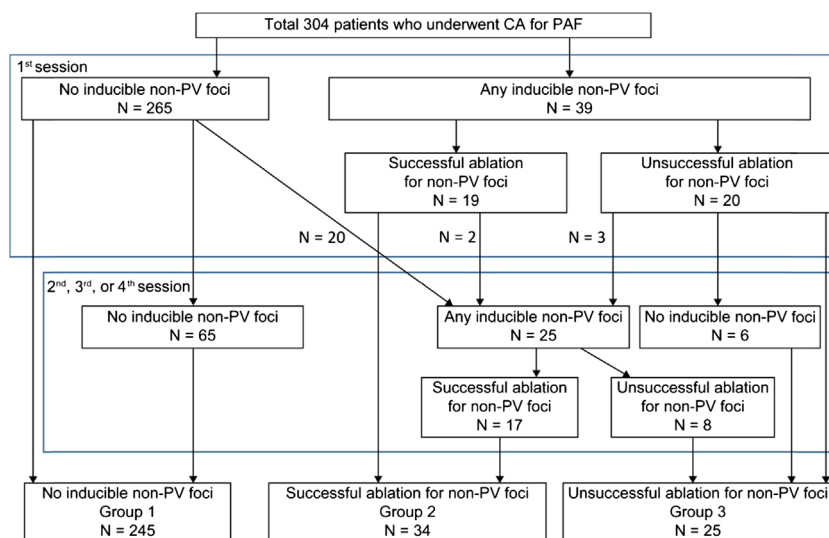 Total 304 patients who underwent CA for PAF
1st session
No inducible non-PV foci
N = 265
Any inducible non-PV foci
N = 39
Successful ablation
for non-PV foci
N = 19
Unsuccessful ablation
for non-PV foci
N = 20
N = 20
N = 2
N = 3
2nd, 3rd, or 4th session
No inducible non-PV foci
N = 65
Any inducible non-PV foci
N = 25
No inducible non-PV foci
N = 6
Successful ablation
for non-PV foci
N = 17
Unsuccessful ablation
for non-PV foci
N = 8
No inducible non-PV foci
Group 1
N = 245
Successful ablation for non-PV foci
Group 2
N = 34
Unsuccessful ablation for non-PV foci
Group 3
N = 25